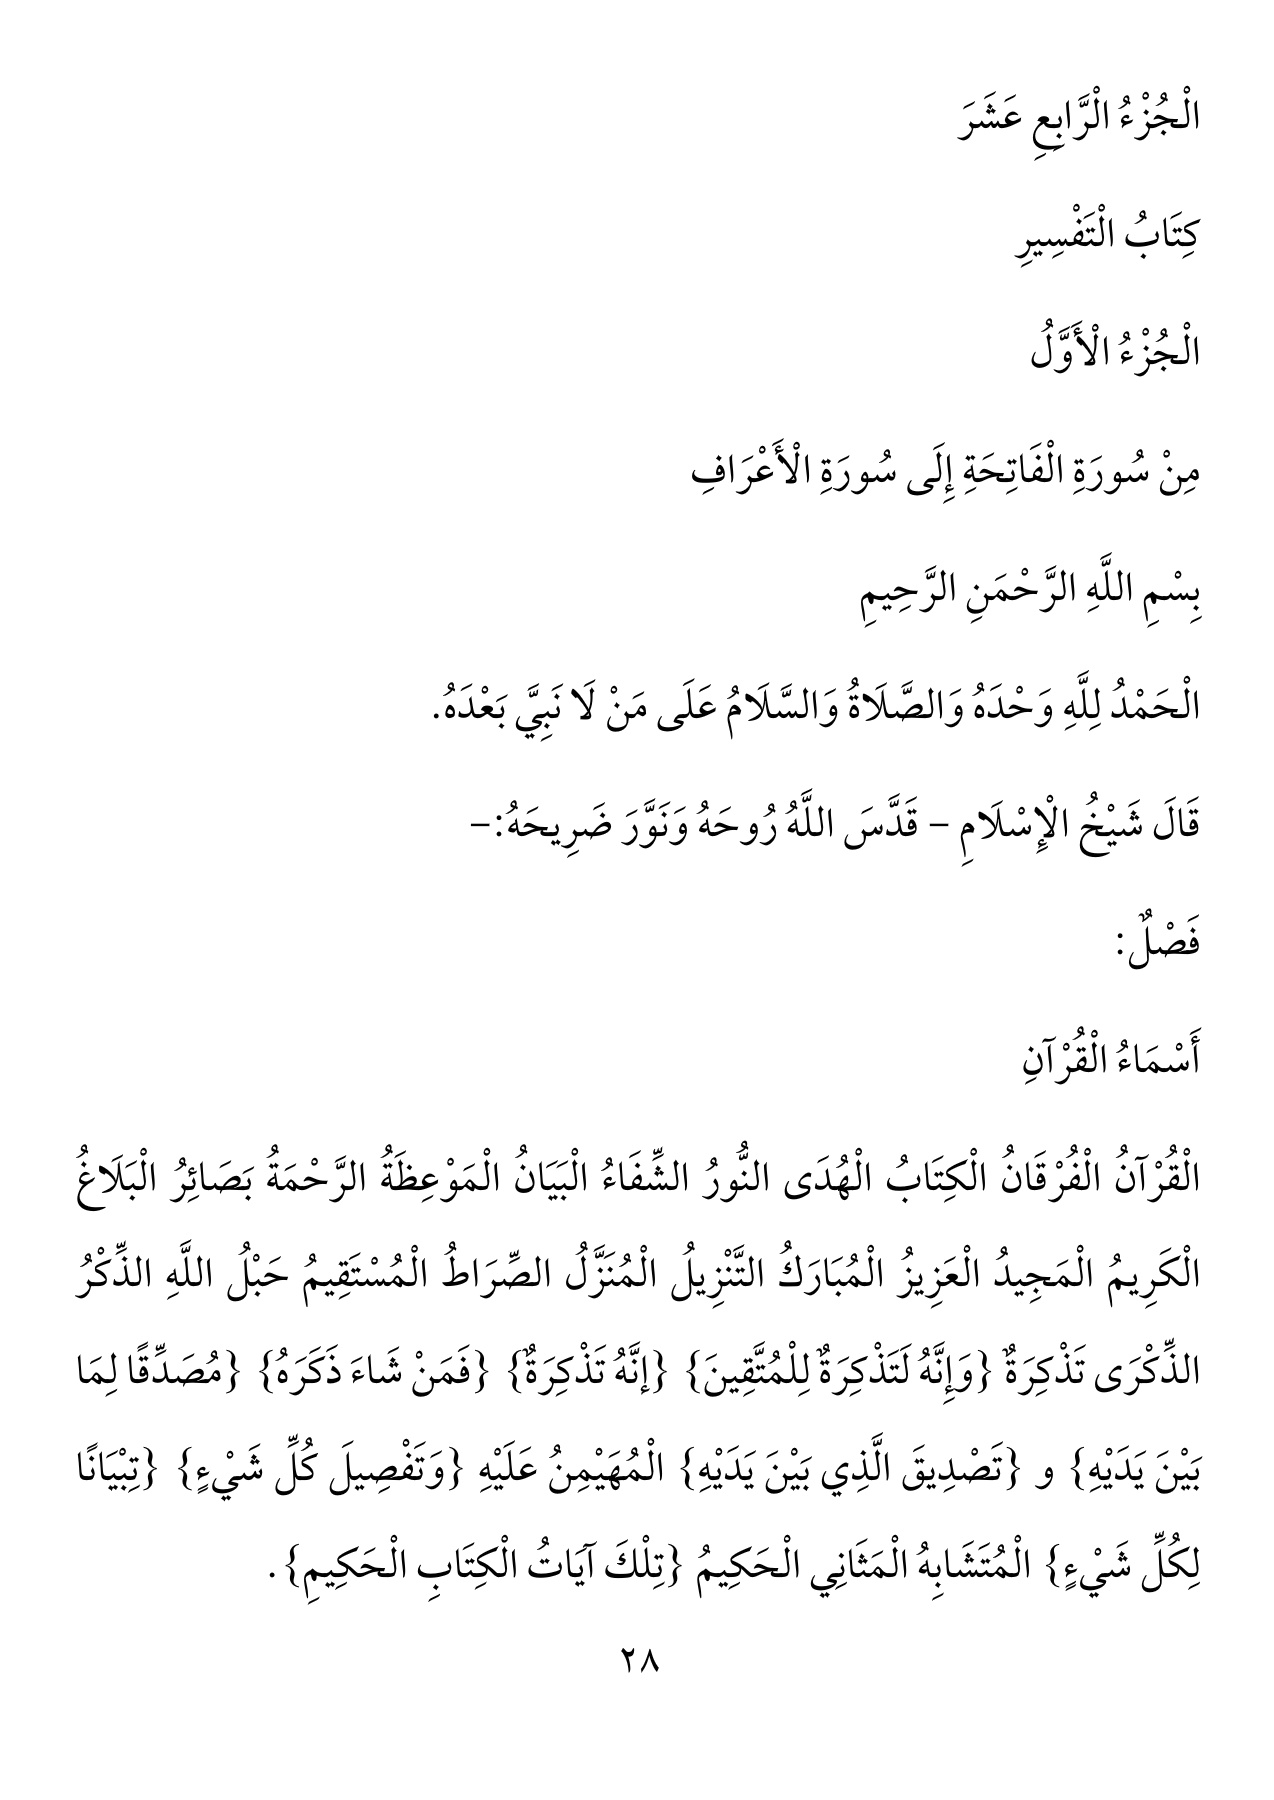 الْجُزْءُ الْرَّابِعِ عَشَرَ
كِتَابُ الْتَفْسِيرِ
الْجُزْءُ الْأَوَّلُ
مِنْ سُورَةِ الْفَاتِحَةِ إِلَى سُورَةِ الْأَعْرَافِ
بِسْمِ اللَّهِ الرَّحْمَنِ الرَّحِيمِ
الْحَمْدُ لِلَّهِ وَحْدَهُ وَالصَّلَاةُ وَالسَّلَامُ عَلَى مَنْ لَا نَبِيَّ بَعْدَهُ.
قَالَ شَيْخُ الْإِسْلَامِ – قَدَّسَ اللَّهُ رُوحَهُ وَنَوَّرَ ضَرِيحَهُ:–
فَصْلٌ:
أَسْمَاءُ الْقُرْآنِ
الْقُرْآنُ الْفُرْقَانُ الْكِتَابُ الْهُدَى النُّورُ الشِّفَاءُ الْبَيَانُ الْمَوْعِظَةُ الرَّحْمَةُ بَصَائِرُ الْبَلَاغُ
الْكَرِيمُ الْمَجِيدُ الْعَزِيزُ الْمُبَارَكُ التَّنْزِيلُ الْمُنَزَّلُ الصِّرَاطُ الْمُسْتَقِيمُ حَبْلُ اللَّهِ الذِّكْرُ
الذِّكْرَى تَذْكِرَةٌ {وَإِنَّهُ لَتَذْكِرَةٌ لِلْمُتَّقِينَ} {إنَّهُ تَذْكِرَةٌ} {فَمَنْ شَاءَ ذَكَرَهُ} {مُصَدِّقًا لِمَا
بَيْنَ يَدَيْهِ} و {تَصْدِيقَ الَّذِي بَيْنَ يَدَيْهِ} الْمُهَيْمِنُ عَلَيْهِ {وَتَفْصِيلَ كُلِّ شَيْءٍ} {تِبْيَانًا
لِكُلِّ شَيْءٍ} الْمُتَشَابِهُ الْمَثَانِي الْحَكِيمُ {تِلْكَ آيَاتُ الْكِتَابِ الْحَكِيمِ}.
٢٨